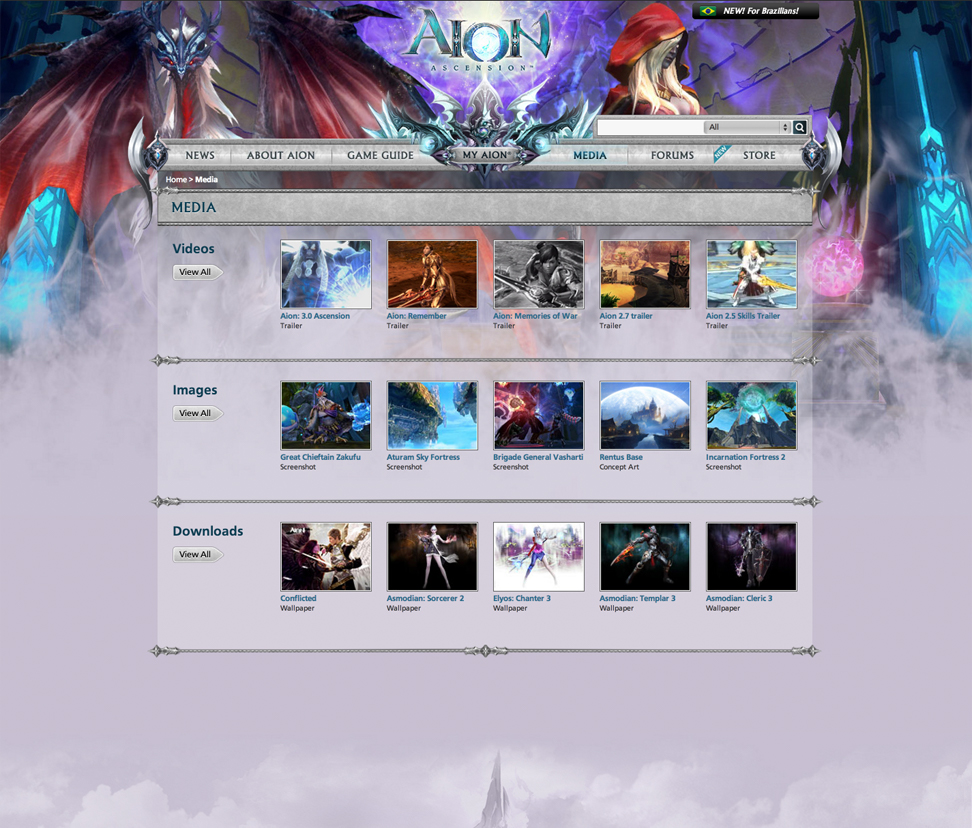 NEW! For Brazilians!
AION
ASCENSION™
All
NEWS
ABOUT AION
GAME GUIDE
MY AION
MEDIA
FORUMS
NEW
STORE
Home > Media
MEDIA
Videos
View All
Aion: 3.0 Ascension
Trailer
Aion: Remember
Trailer
Aion: Memories of War
Trailer
Aion 2.7 trailer
Trailer
Aion 2.5 Skills Trailer
Trailer
Images
View All
Great Chieftain Zakufu
Screenshot
Aturam Sky Fortress
Screenshot
Brigade General Vasharti
Screenshot
Rentus Base
Concept Art
Incarnation Fortress 2
Screenshot
Downloads
View All
AION
Conflicted
Wallpaper
Asmodian: Sorcerer 2
Wallpaper
Elyos: Chanter 3
Wallpaper
Asmodian: Templar 3
Wallpaper
Asmodian: Cleric 3
Wallpaper